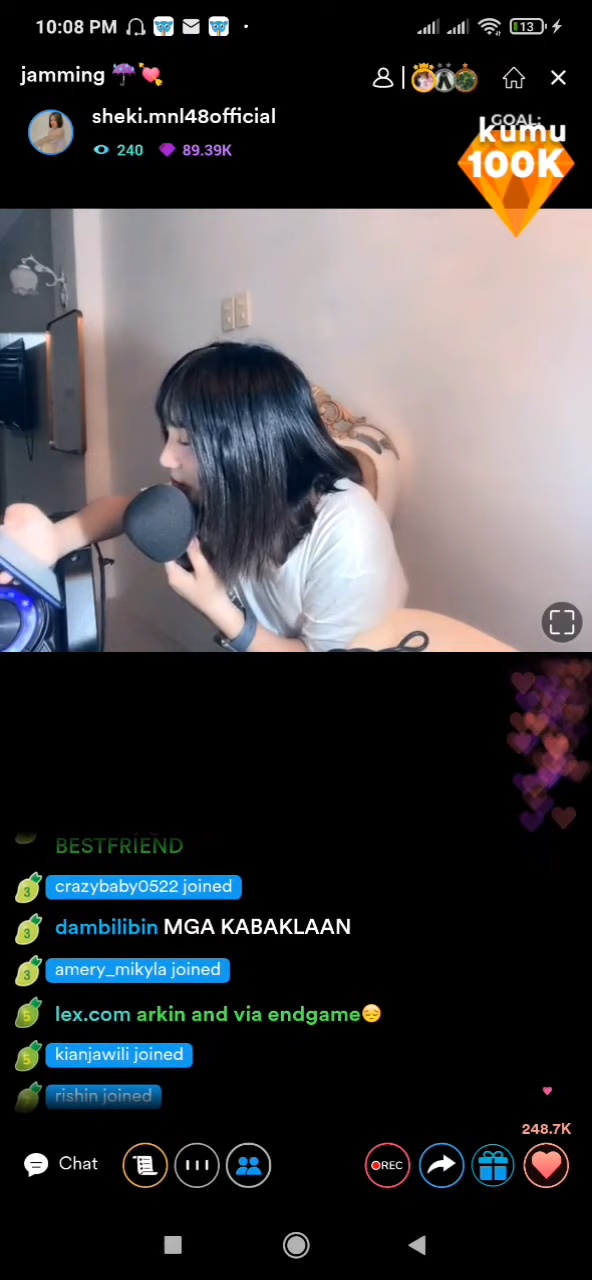 10:08 PM
13
jamming
sheki.mnl48official
240
89.39K
GOAL:
kumu
100K
BESTFRIEND
3 crazybaby0522 joined
3 dambilibin MGA KABAKLAAN
3 amery_mikyla joined
5 lex.com arkin and via endgame😔
5 kianjawili joined
rishin joined
248.7K
Chat
REC